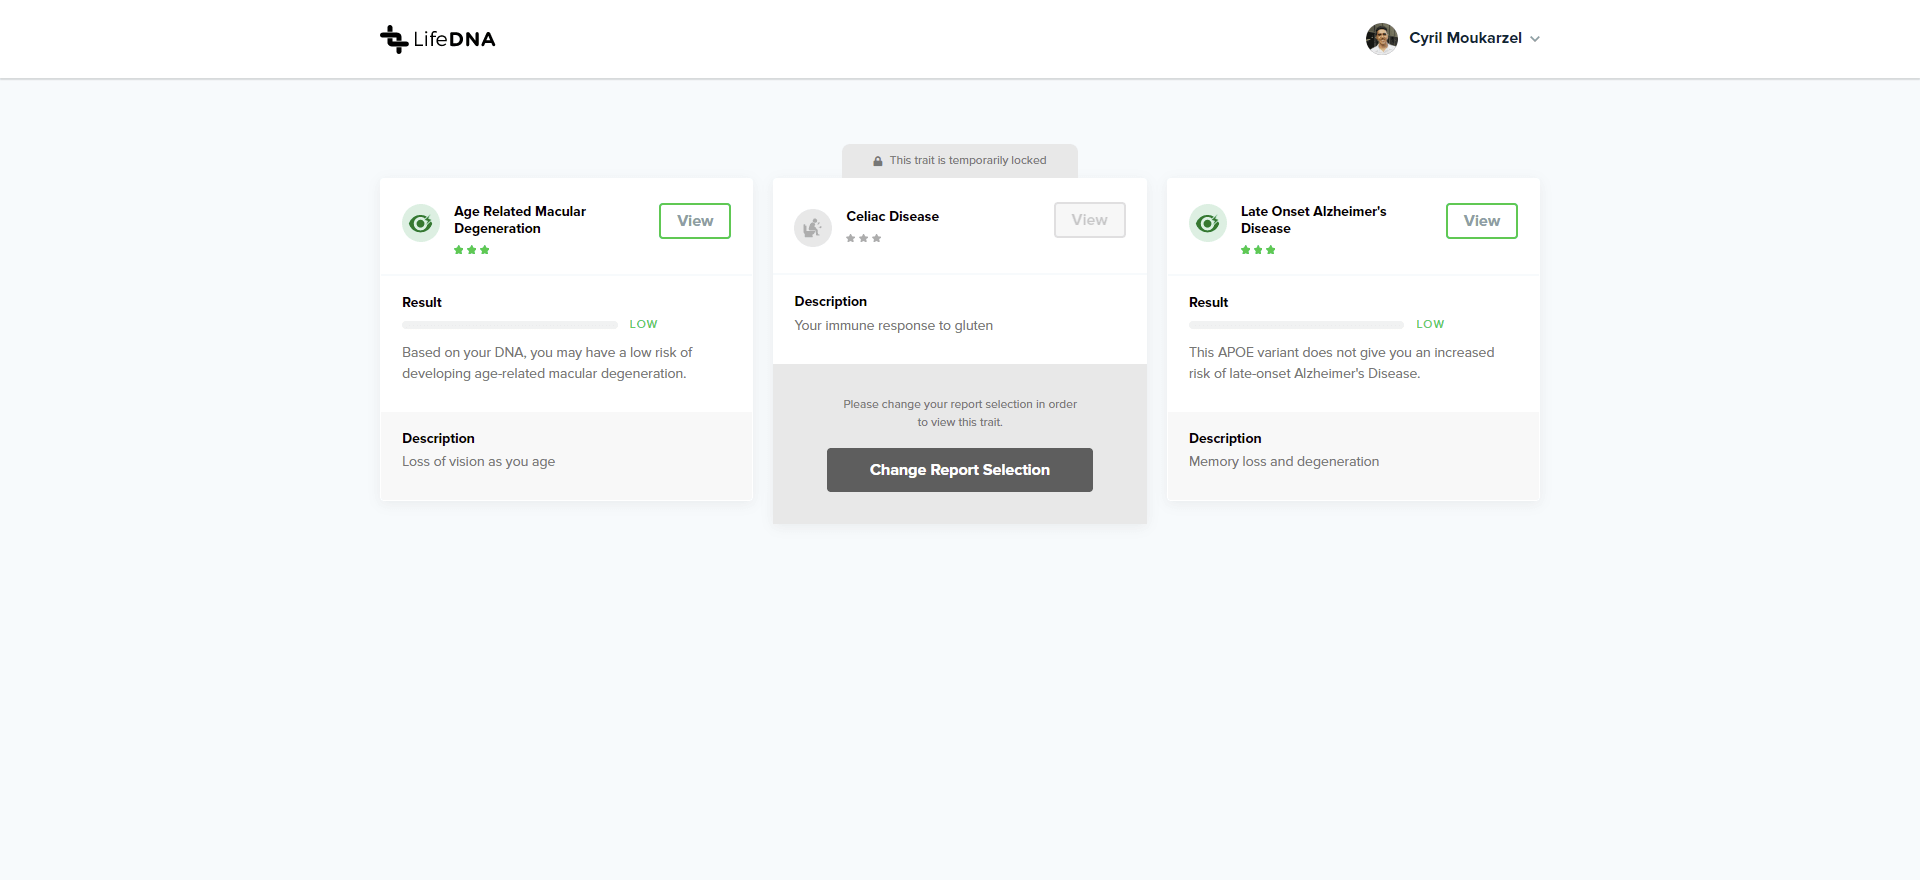 LifeDNA
Cyril Moukarzel
This trait is temporarily locked
Age Related Macular
Degeneration
View
Result
LOW
Based on your DNA, you may have a low risk of
developing age-related macular degeneration.
Description
Loss of vision as you age
Celiac Disease
View
Description
Your immune response to gluten
Please change your report selection in order
to view this trait.
Change Report Selection
Late Onset Alzheimer's
Disease
View
Result
LOW
This APOE variant does not give you an increased
risk of late-onset Alzheimer's Disease.
Description
Memory loss and degeneration